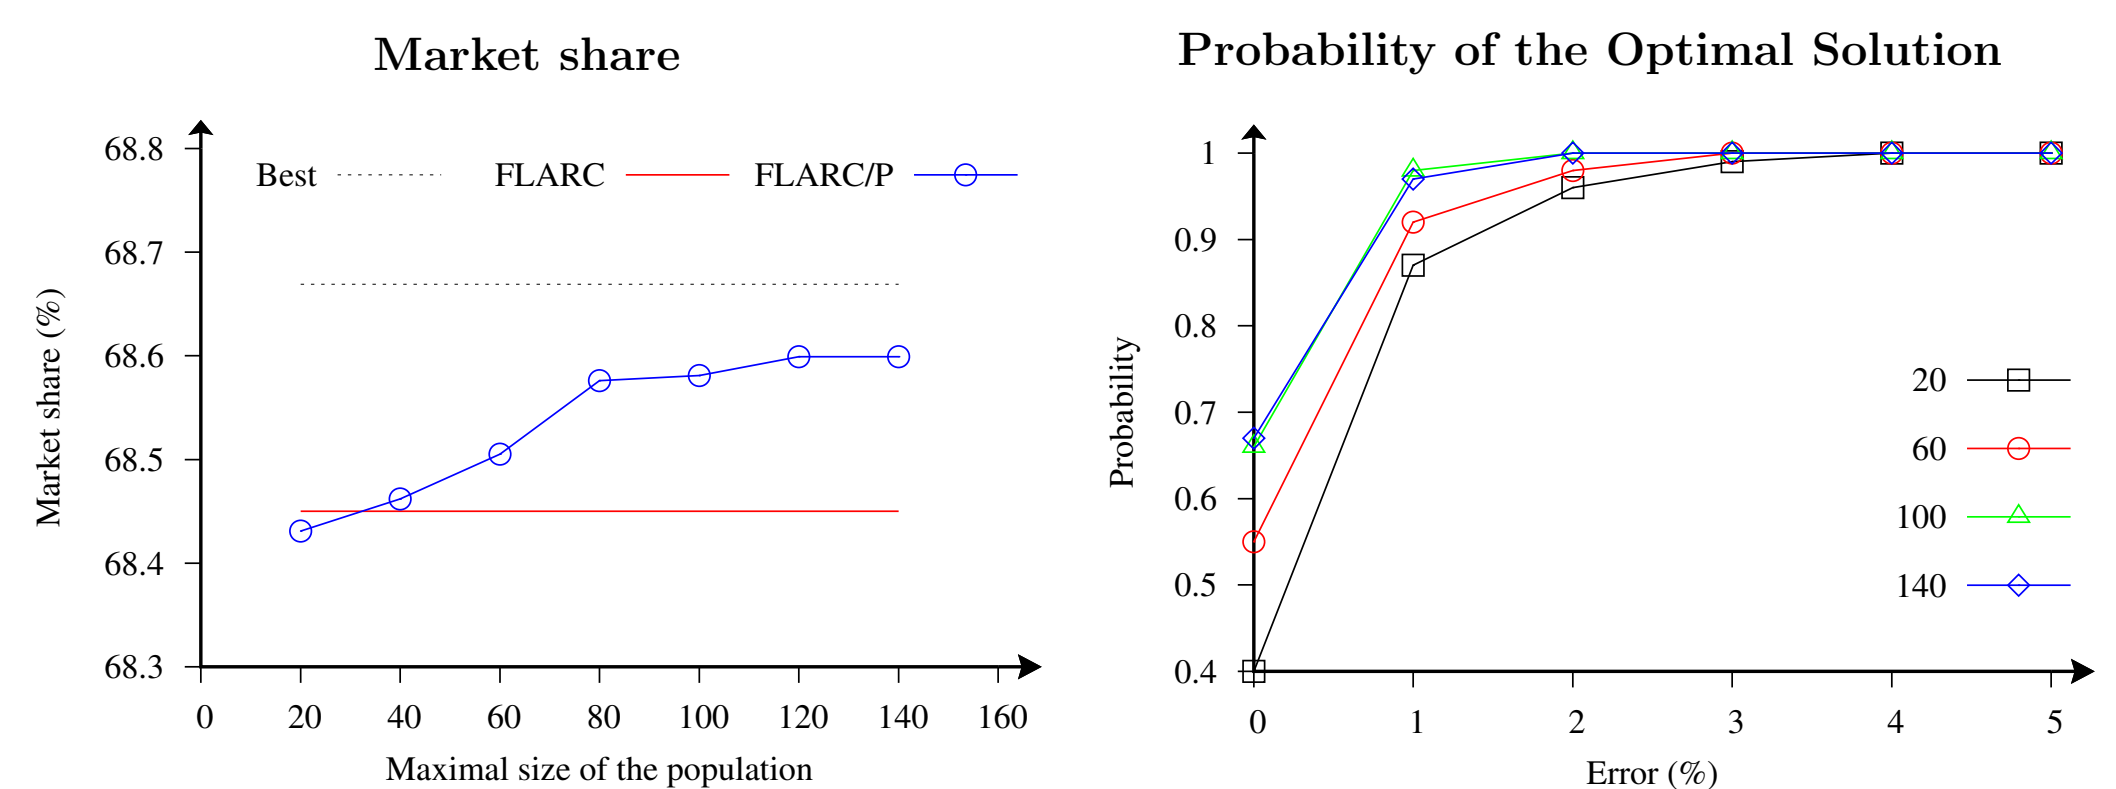 Market share
68.8
68.7
68.6
68.5
68.4
68.3
Market share (%)
Best
FLARC
FLARC/P
0 20 40 60 80 100 120 140 160
Maximal size of the population
Probability of the Optimal Solution
1
0.9
0.8
0.7
0.6
0.5
0.4
Probability
20
60
100
140
0 1 2 3 4 5
Error (%)